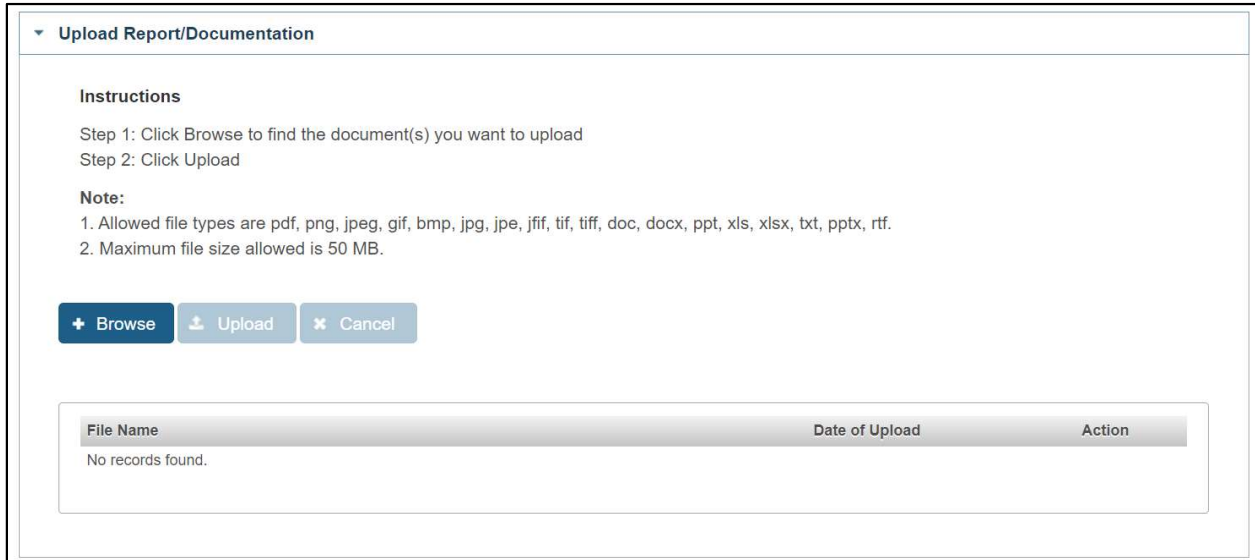 Upload Report/Documentation
Instructions
Step 1: Click Browse to find the document(s) you want to upload
Step 2: Click Upload
Note:
1. Allowed file types are pdf, png, jpeg, gif, bmp, jpg, jpe, jfif, tif, tiff, doc, docx, ppt, xls, xlsx, txt, pptx, rtf.
2. Maximum file size allowed is 50 MB.
Browse Upload Cancel
File Name Date of Upload Action
No records found.